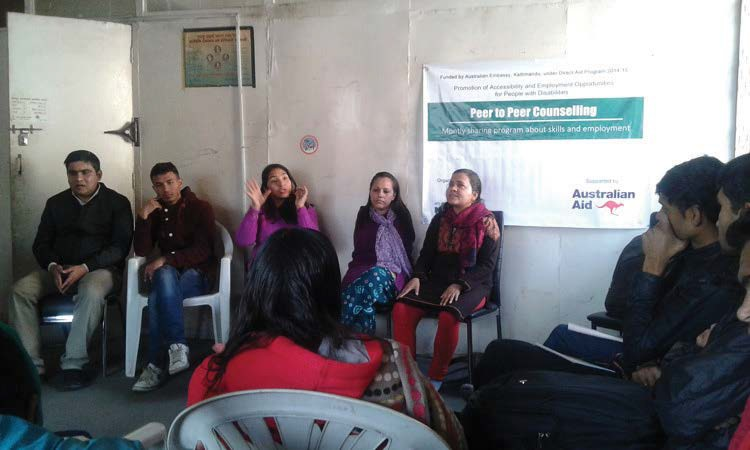 Funded by Australian Embassy, Kathmandu, under Direct Aid Program 2014-15
Promotion of Accessibility and Employment Opportunities
for People with Disabilities
Peer to Peer Counselling
Montly sharing program about skills and employment
Supported by
Australian
Aid